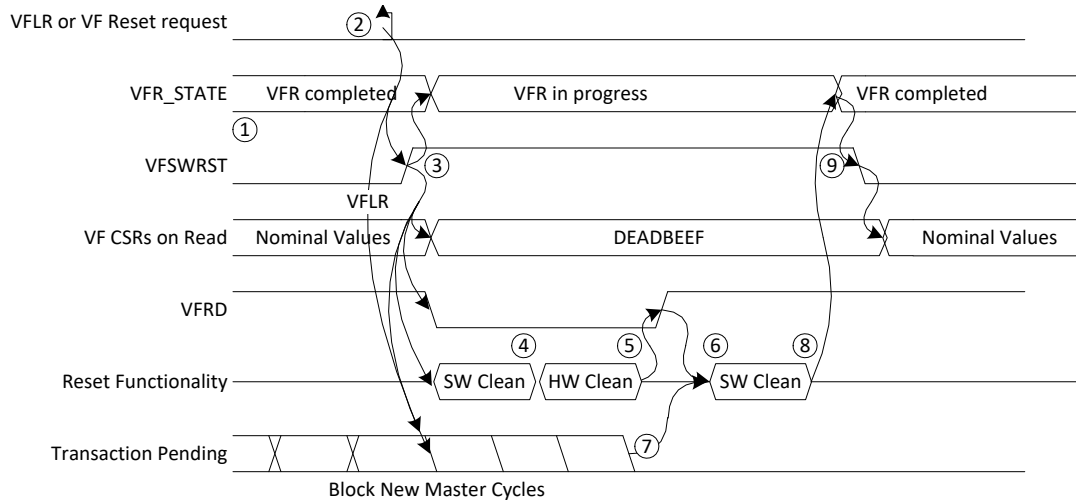 VFLR or VF Reset request
2
VFR_STATE VFR completed VFR in progress VFR completed
1
VFSWRST 3 9
VFLR
VF CSRs on Read Nominal Values DEADBEEF Nominal Values
VFRD
4 5 6 8
Reset Functionality SW Clean HW Clean SW Clean
Transaction Pending 7
Block New Master Cycles